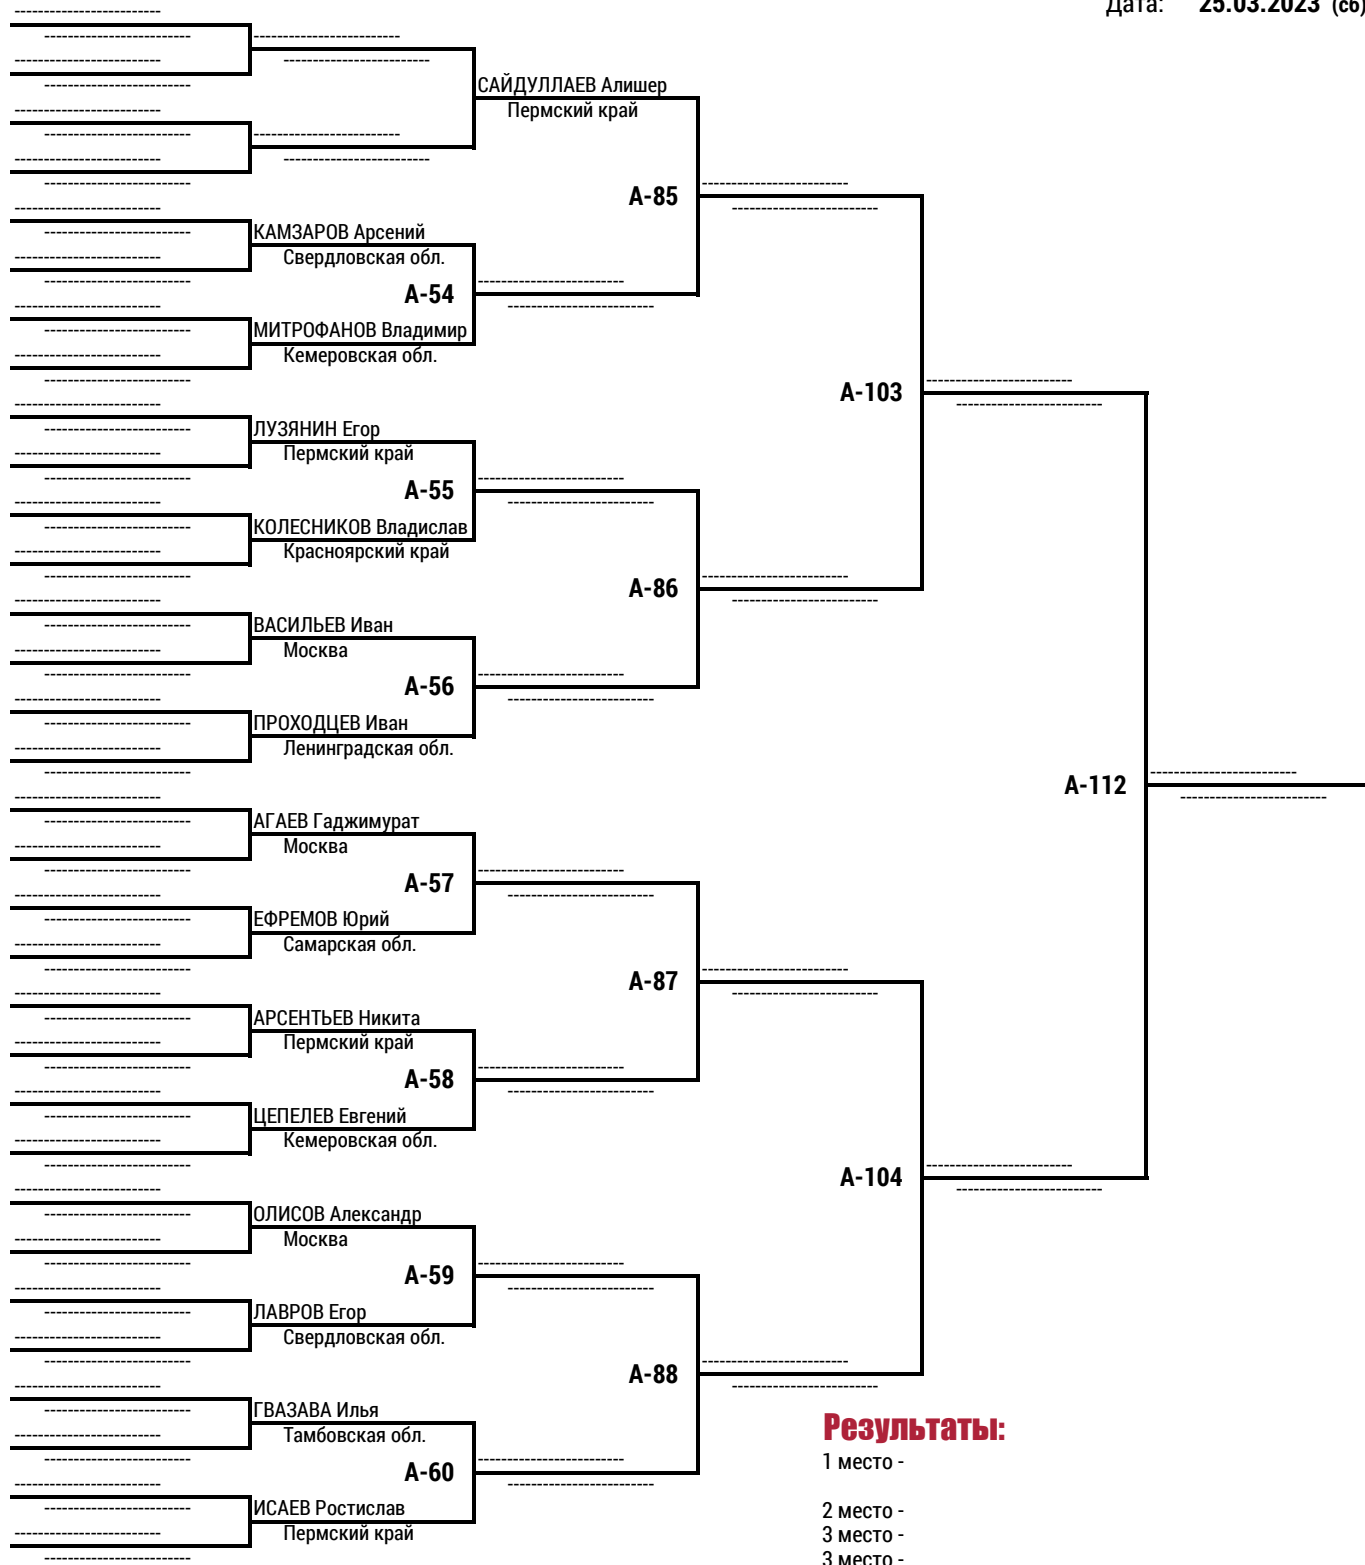 Дата: 25.03.2023 (сб)
САЙДУЛЛАЕВ Алишер
Пермский край
А-85
КАМЗАРОВ Арсений
Свердловская обл.
А-54
МИТРОФАНОВ Владимир
Кемеровская обл.
А-103
ЛУЗЯНИН Егор
Пермский край
А-55
КОЛЕСНИКОВ Владислав
Красноярский край
А-86
ВАСИЛЬЕВ Иван
Москва
А-56
ПРОХОДЦЕВ Иван
Ленинградская обл.
А-112
АГАЕВ Гаджимурат
Москва
А-57
ЕФРЕМОВ Юрий
Самарская обл.
А-87
АРСЕНТЬЕВ Никита
Пермский край
А-58
ЦЕПЕЛЕВ Евгений
Кемеровская обл.
А-104
ОЛИСОВ Александр
Москва
А-59
ЛАВРОВ Егор
Свердловская обл.
А-88
ГВАЗАВА Илья
Тамбовская обл.
А-60
ИСАЕВ Ростислав
Пермский край
Результаты:
1 место -
2 место -
3 место -
3 место -